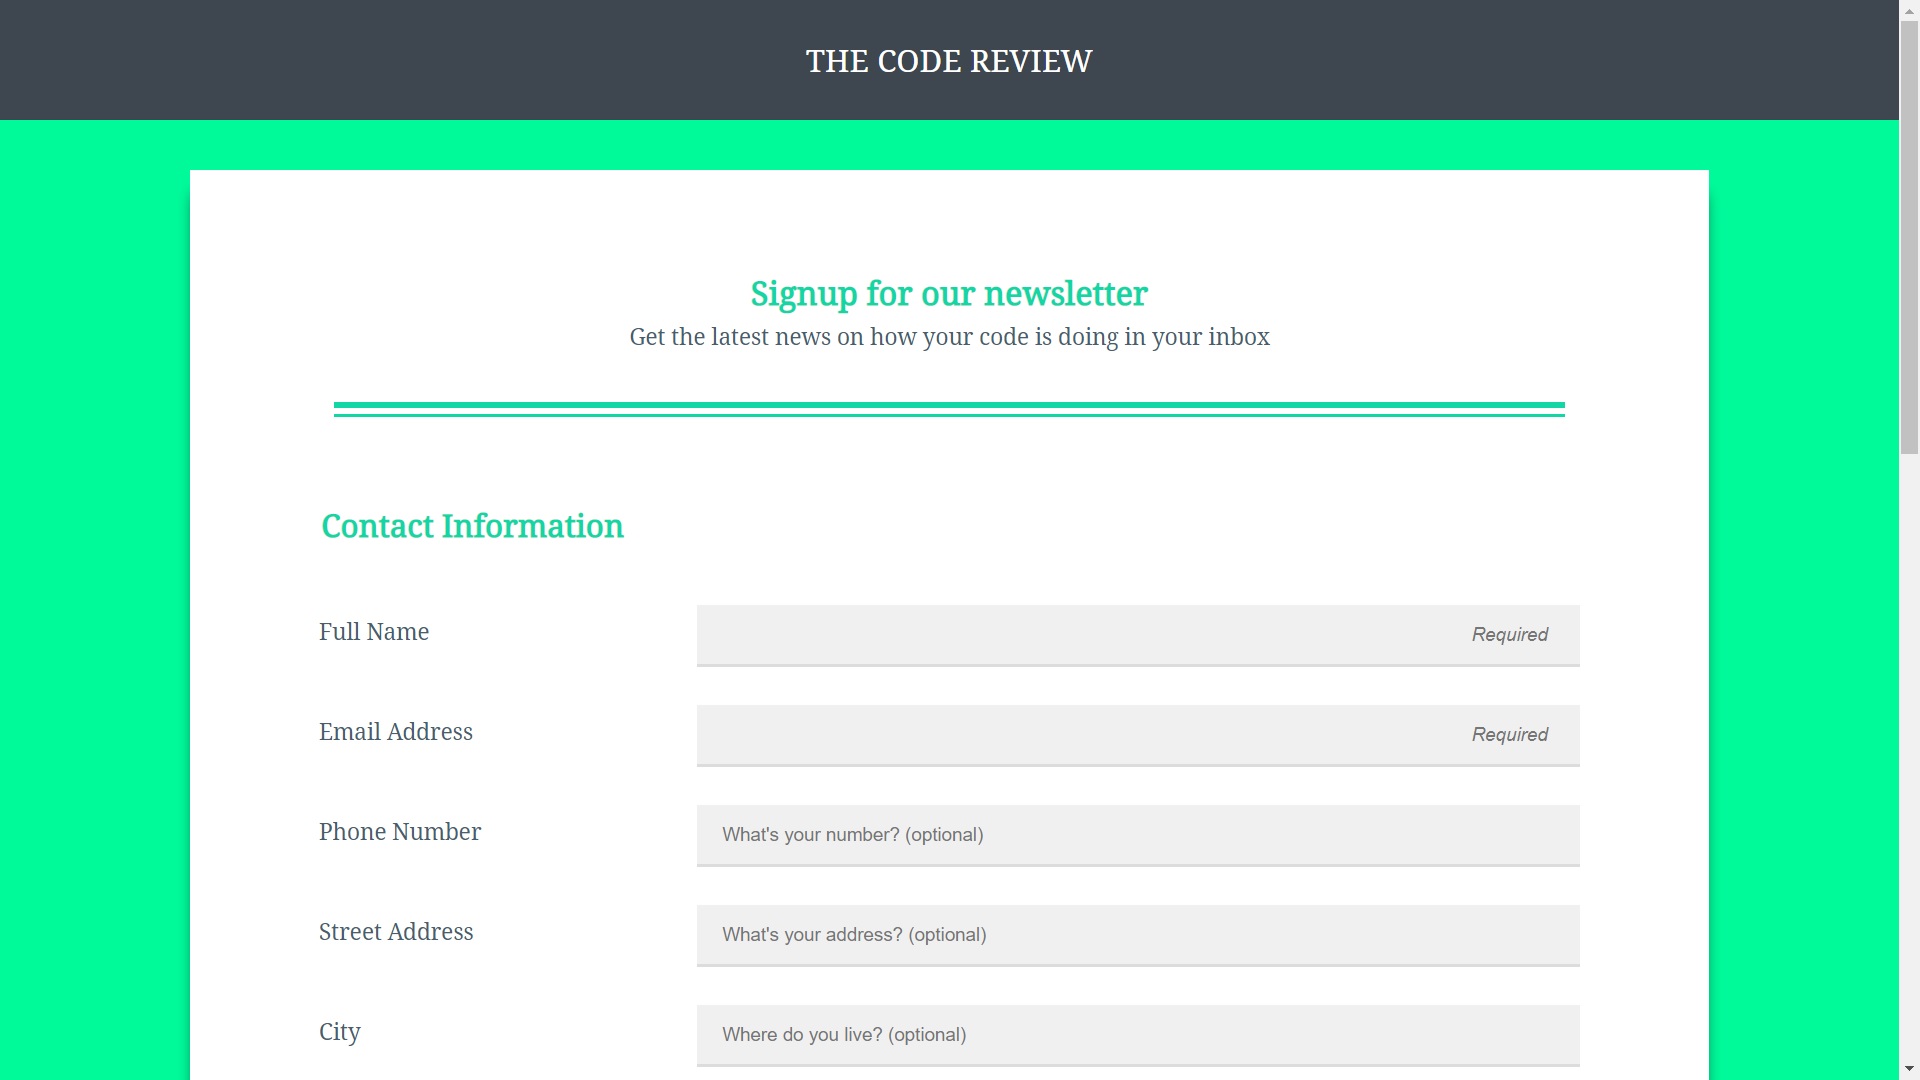 THE CODE REVIEW
Signup for our newsletter
Get the latest news on how your code is doing in your inbox
Contact Information
Full Name
Required
Email Address
Required
Phone Number
What's your number? (optional)
Street Address
What's your address? (optional)
City
Where do you live? (optional)